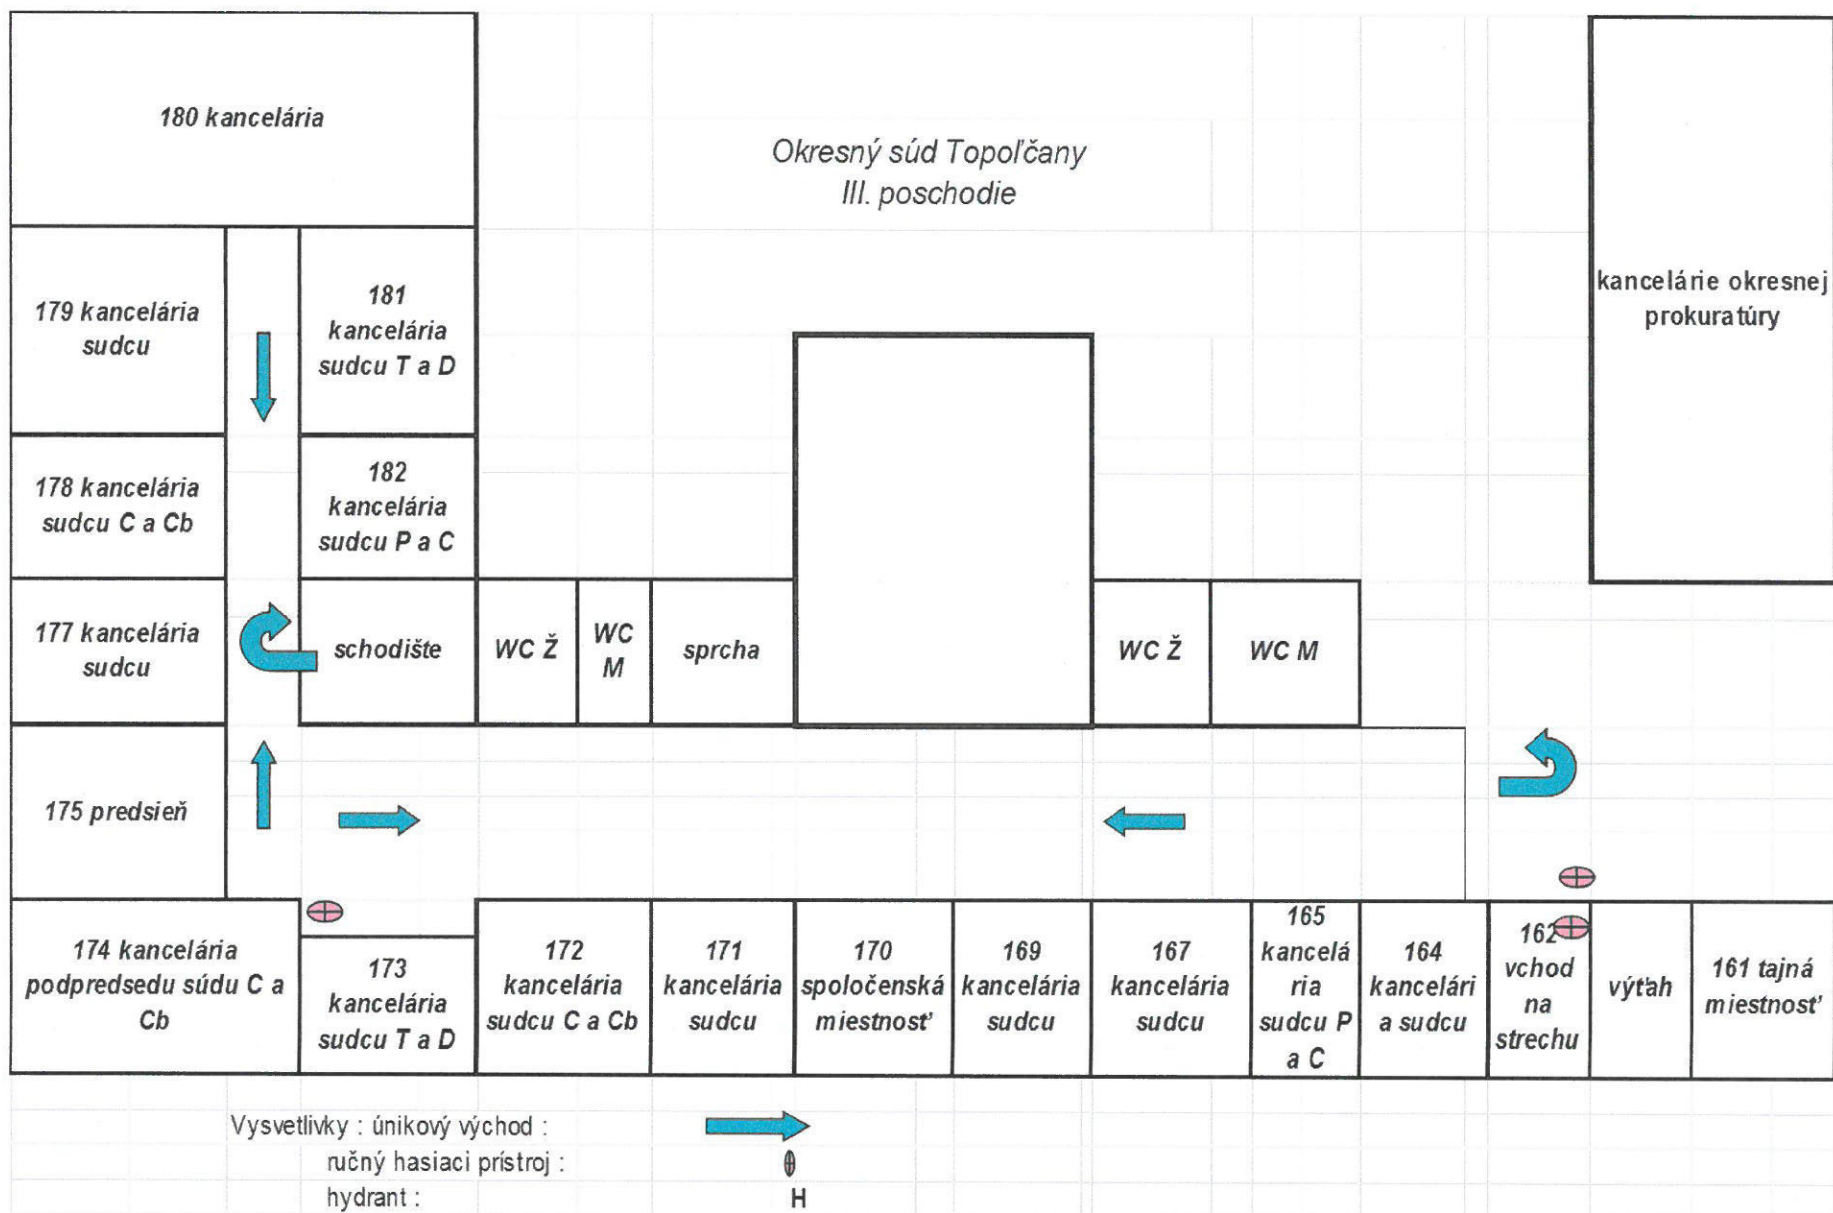 180 kancelária
Okresný súd Topoľčany
III. poschodie
kancelárie okresnej
prokuratúry
179 kancelária
sudcu
181
kancelária
sudcu T a D
178 kancelária
sudcu C a Cb
182
kancelária
sudcu P a C
177 kancelária
sudcu
schodište
WC Ž
WC
M
sprcha
WC Ž
WC M
175 predsieň
174 kancelária
podpredsedu súdu C a
Cb
173
kancelária
sudcu T a D
172
kancelária
sudcu C a Cb
171
kancelária
sudcu
170
spoločenská
miestnosť
169
kancelária
sudcu
167
kancelária
sudcu
165
kancelá
ria
sudcu P
a C
164
kancelári
a sudcu
162
vchod
na
strechu
výťah
161 tajná
miestnosť
Vysvetlivky : únikový východ :
ručný hasiaci prístroj :
hydrant : H